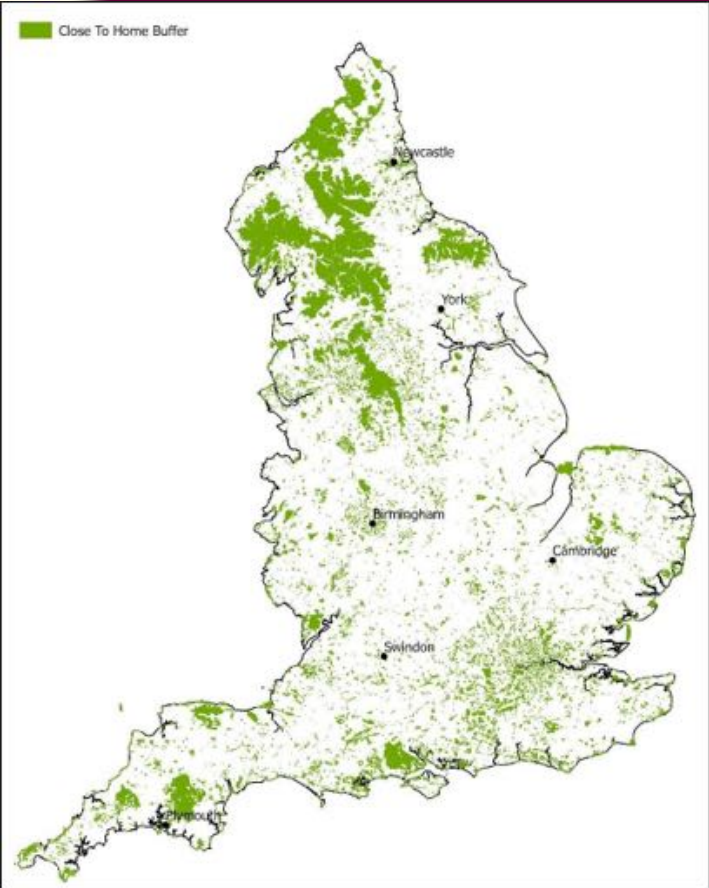 Close To Home Buffer
Newcastle
York
Birmingham
Cambridge
Swindon
Plymouth